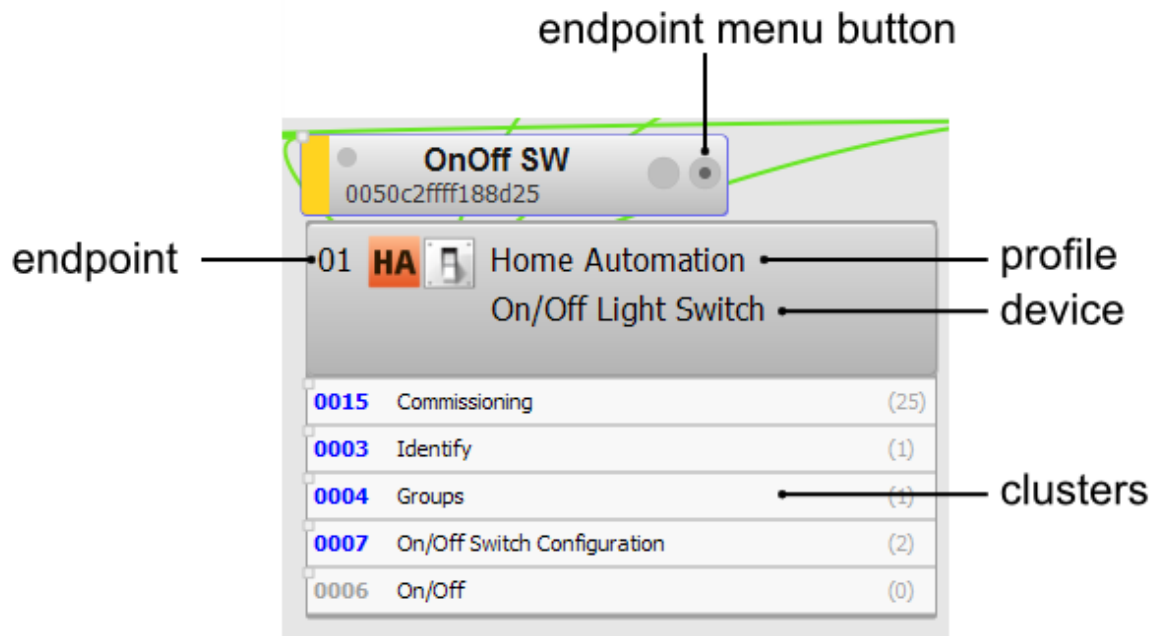 endpoint menu button
OnOff SW
0050c2ffff188d25
endpoint
01 HA Home Automation
profile
On/Off Light Switch
device
0015 Commissioning (25)
0003 Identify (1)
0004 Groups (1)
clusters
0007 On/Off Switch Configuration (2)
0006 On/Off (0)